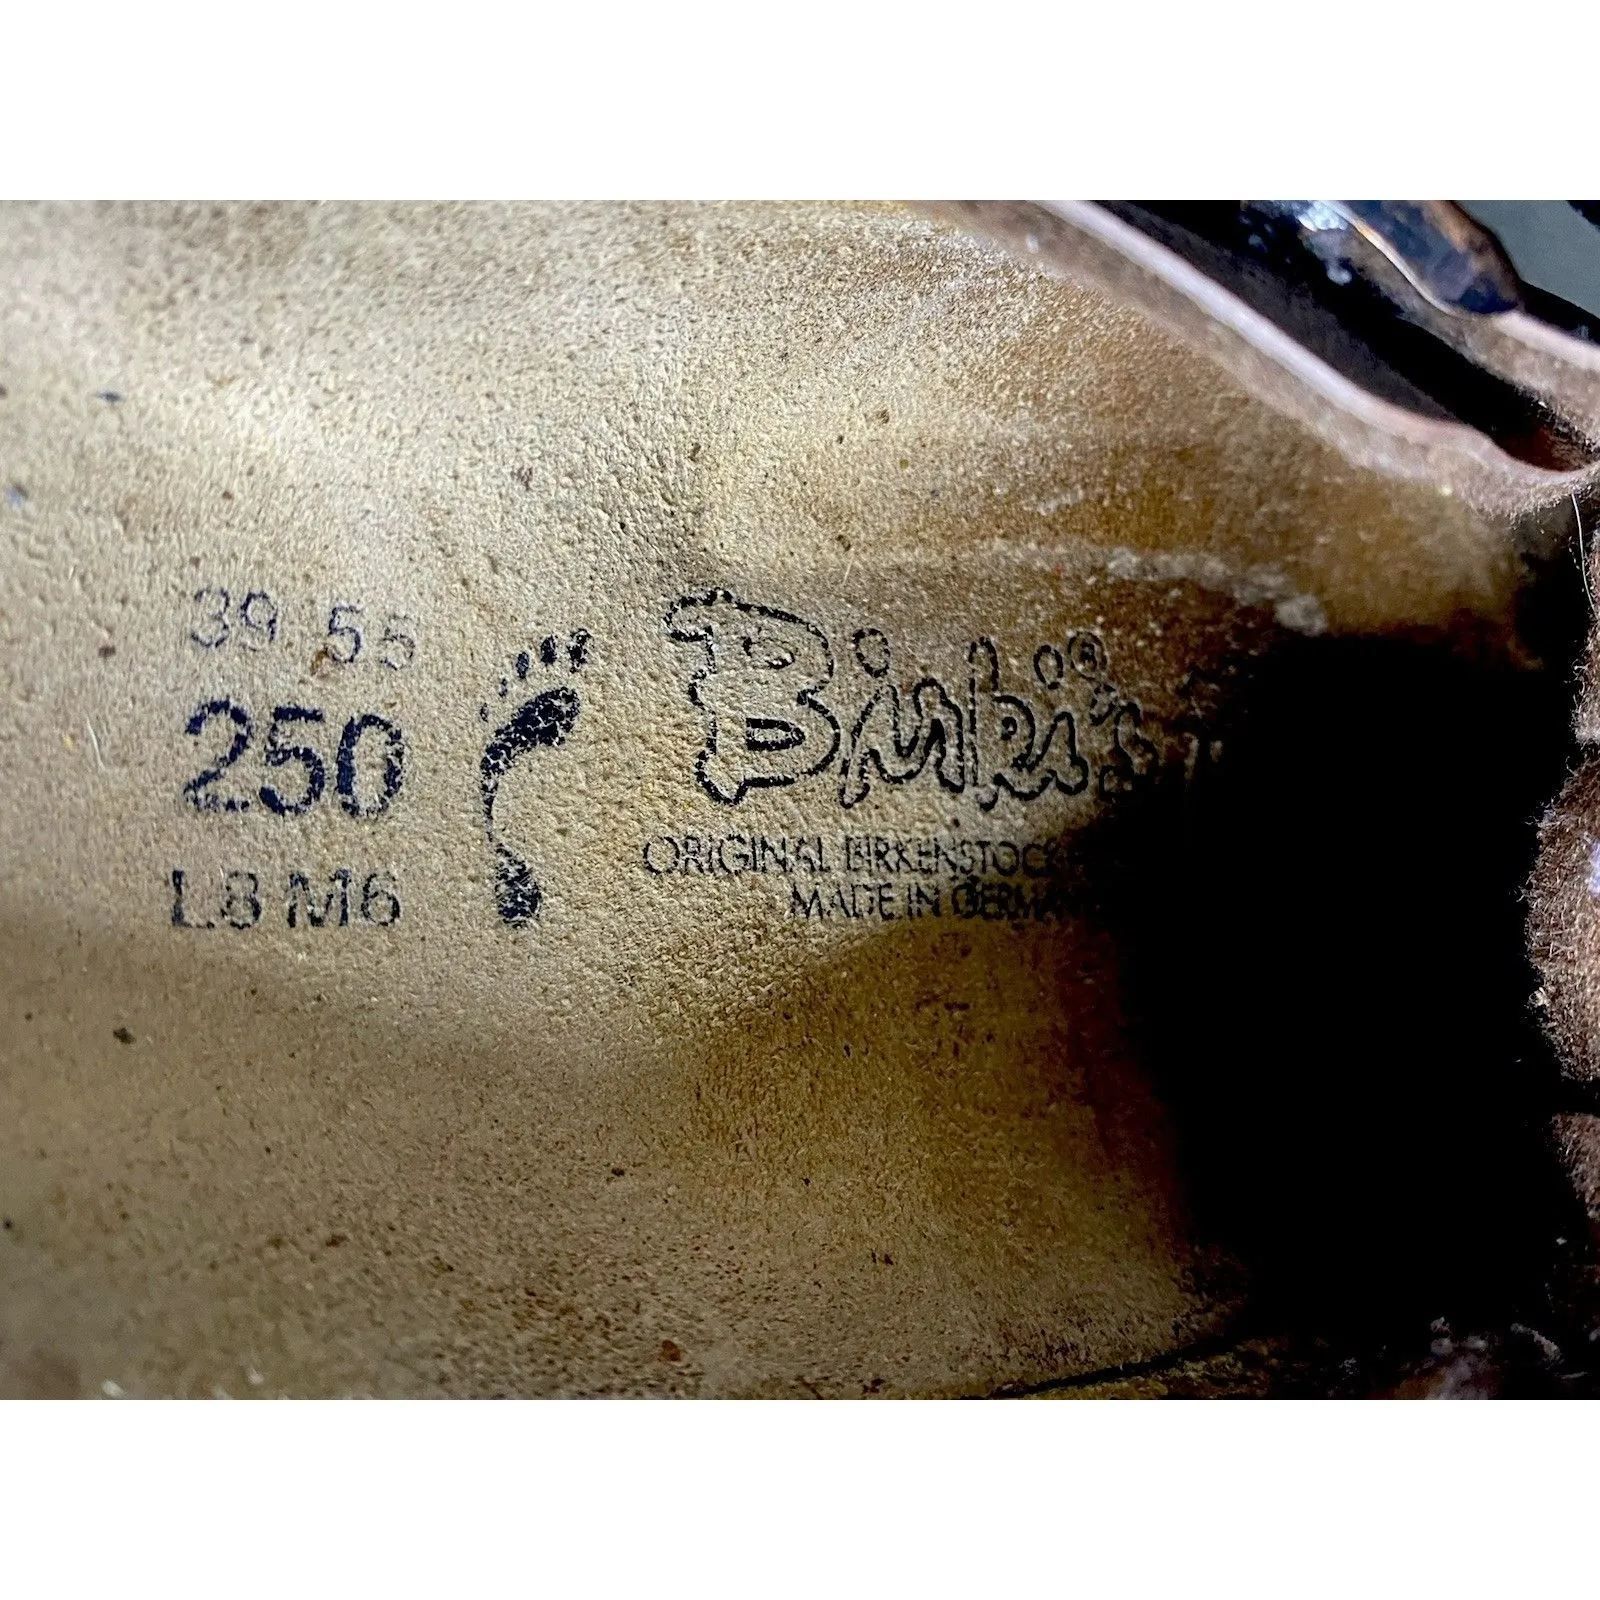 39 55
250
L8 M6
Birki's®
ORIGINAL BIRKENSTOCK
MADE IN GERMAN